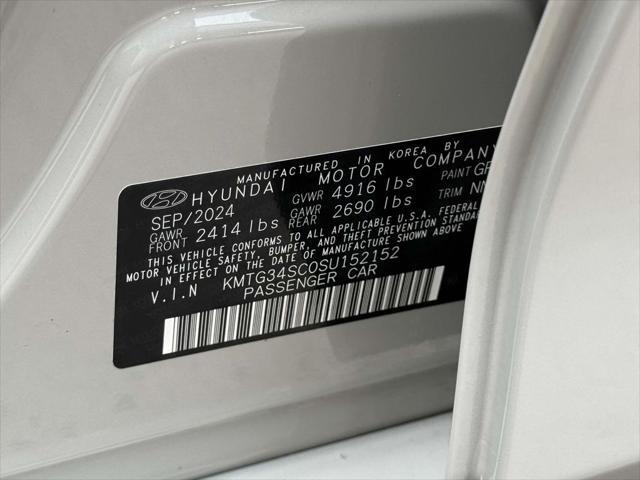 MANUFACTURED IN KOREA BY
HYUNDAI MOTOR COMPANY
SEP/2024 GVWR 4916 lbs PAINT
GAWR FRONT 2414 lbs GAWR REAR 2690 lbs TRIM
THIS VEHICLE CONFORMS TO ALL APPLICABLE U.S.A. FEDERAL
MOTOR VEHICLE SAFETY, BUMPER, AND THEFT PREVENTION STANDARD
IN EFFECT ON THE DATE OF MANUFACTURE SHOWN ABOVE
V.I.N KMTG34SC0SU152152
PASSENGER CAR